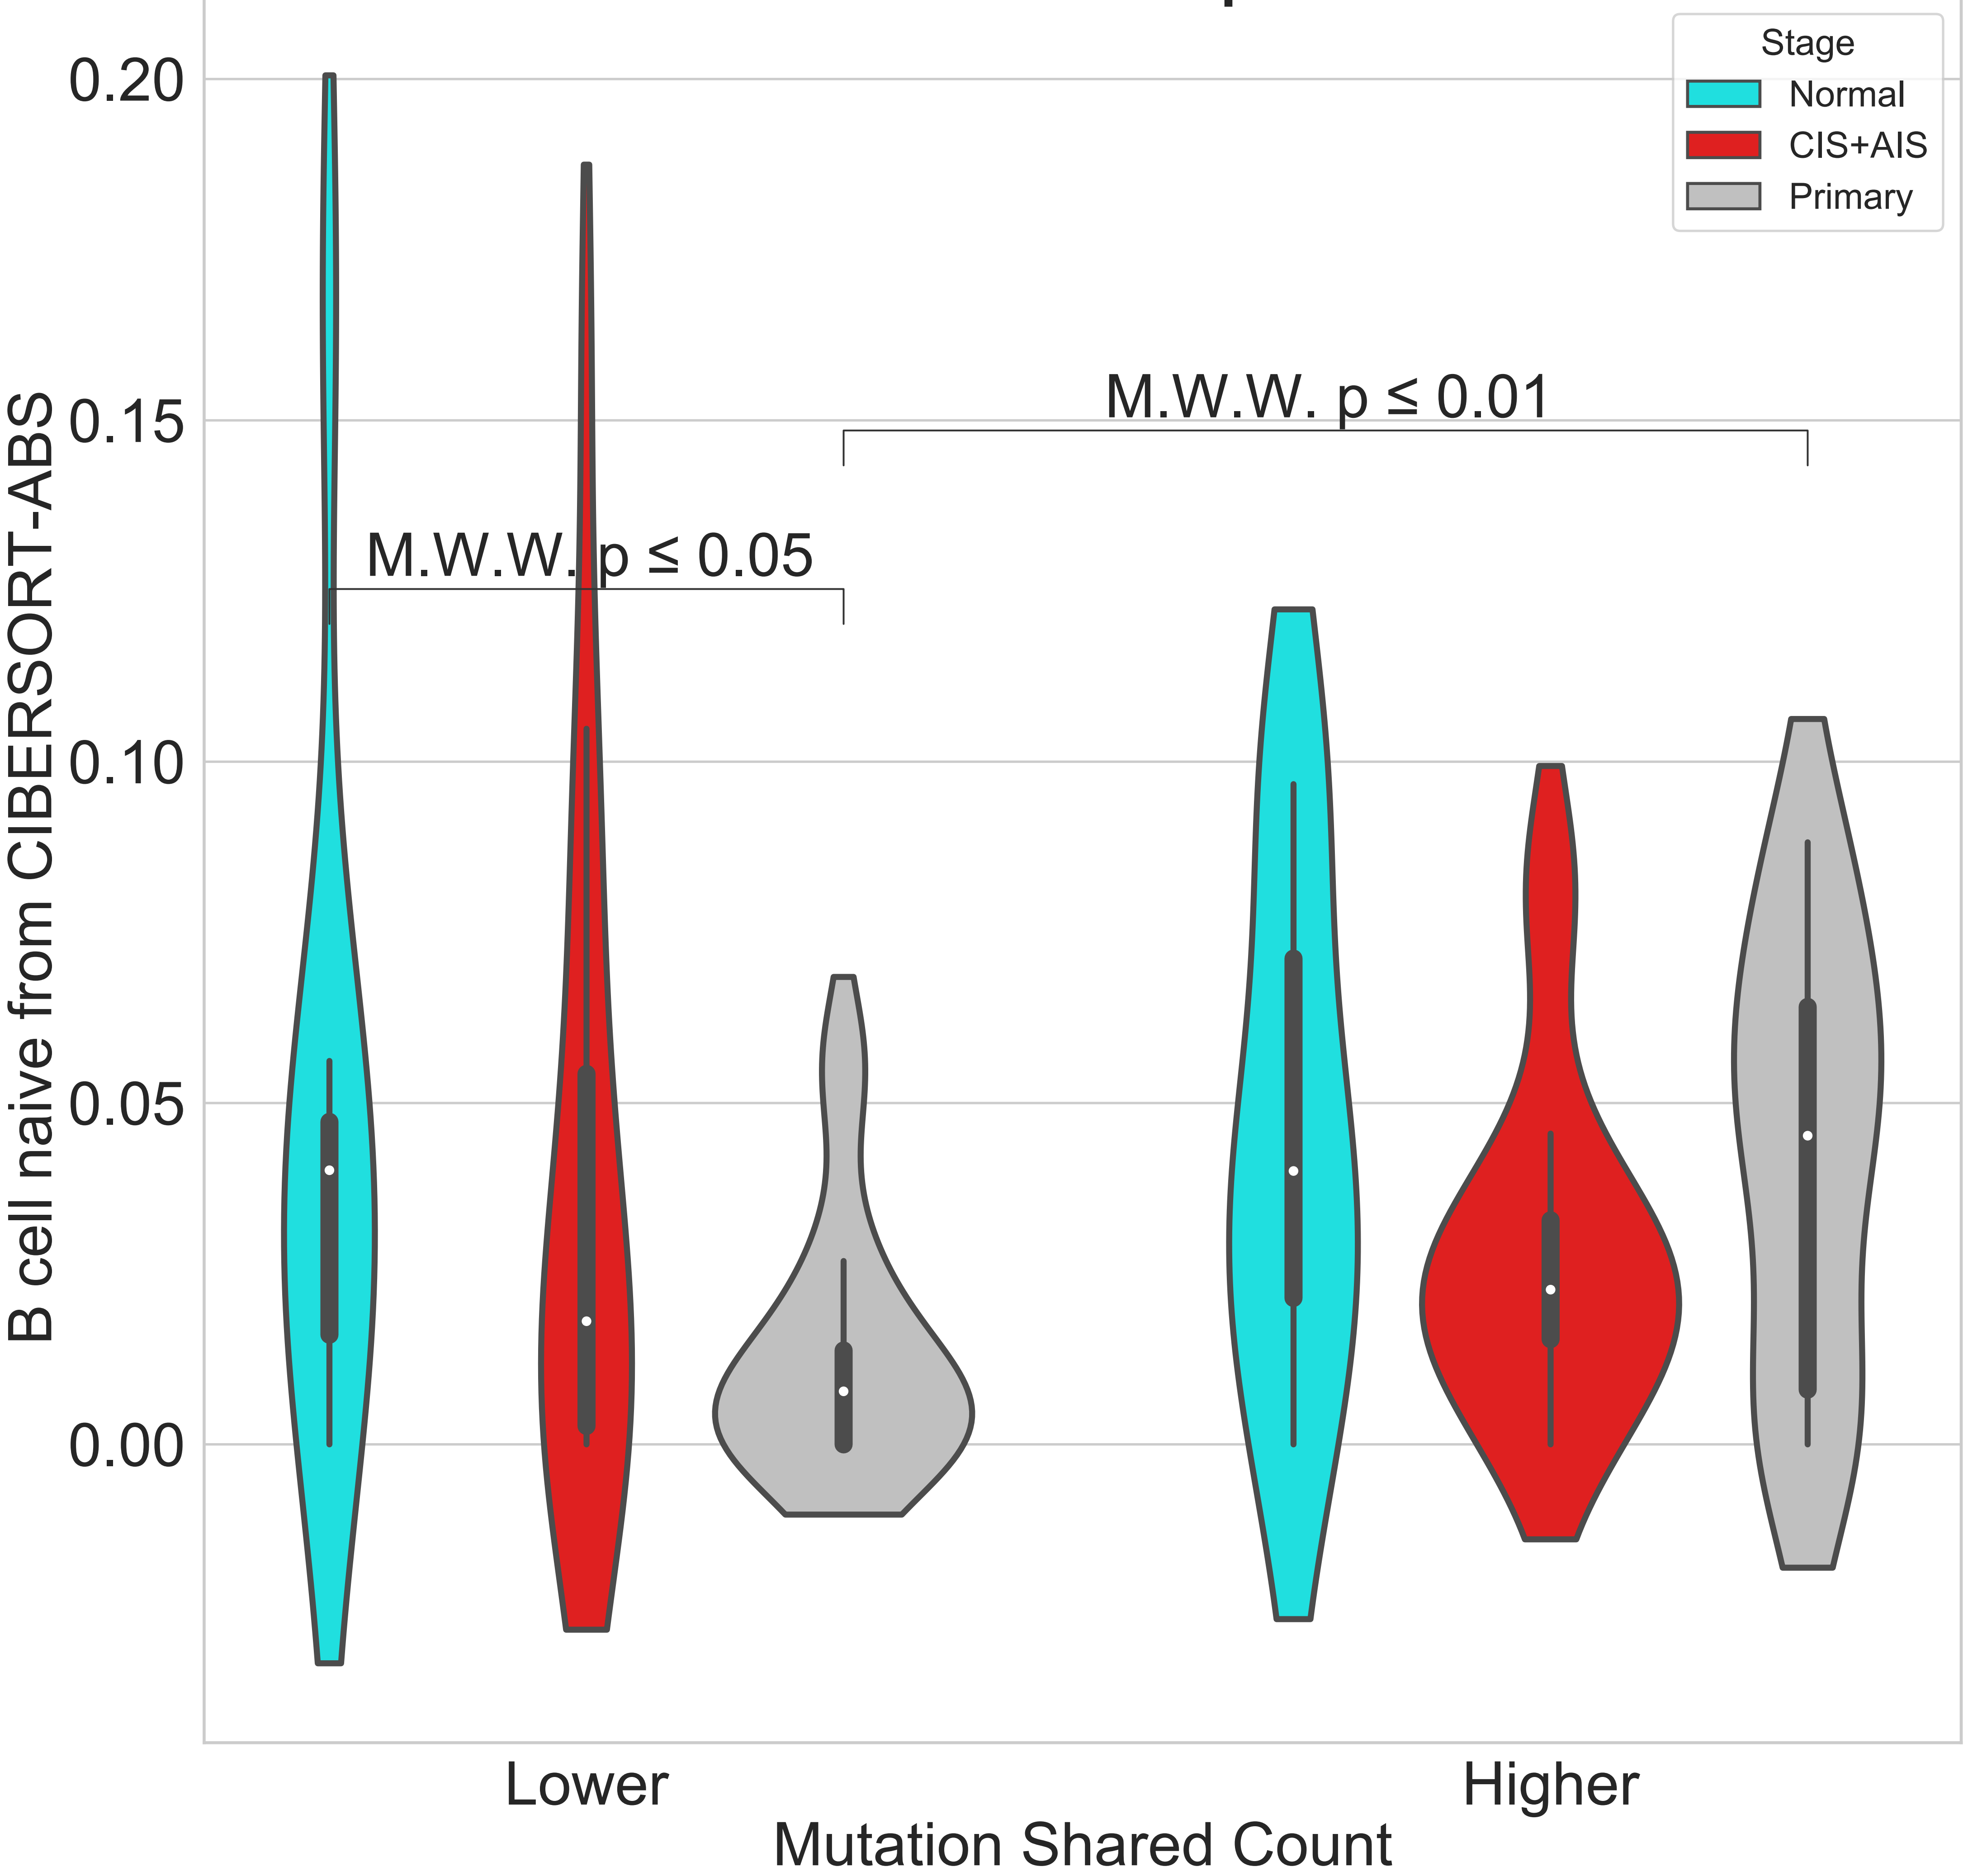 Stage
Normal
CIS+AIS
Primary
0.20
0.15
0.10
0.05
0.00
B cell naive from CIBERSORT-ABS
M.W.W. p ≤ 0.01
M.W.W. p ≤ 0.05
Lower
Higher
Mutation Shared Count